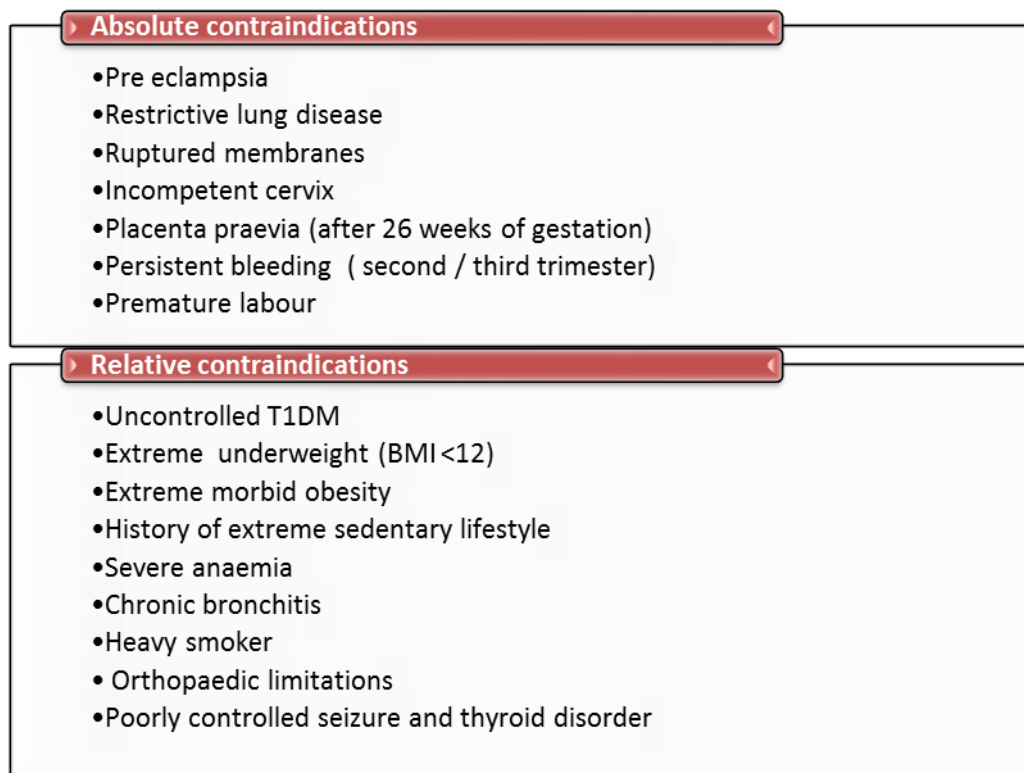 Absolute contraindications
•Pre eclampsia
•Restrictive lung disease
•Ruptured membranes
•Incompetent cervix
•Placenta praevia (after 26 weeks of gestation)
•Persistent bleeding ( second / third trimester)
•Premature labour
Relative contraindications
•Uncontrolled T1DM
•Extreme underweight (BMI <12)
•Extreme morbid obesity
•History of extreme sedentary lifestyle
•Severe anaemia
•Chronic bronchitis
•Heavy smoker
• Orthopaedic limitations
•Poorly controlled seizure and thyroid disorder